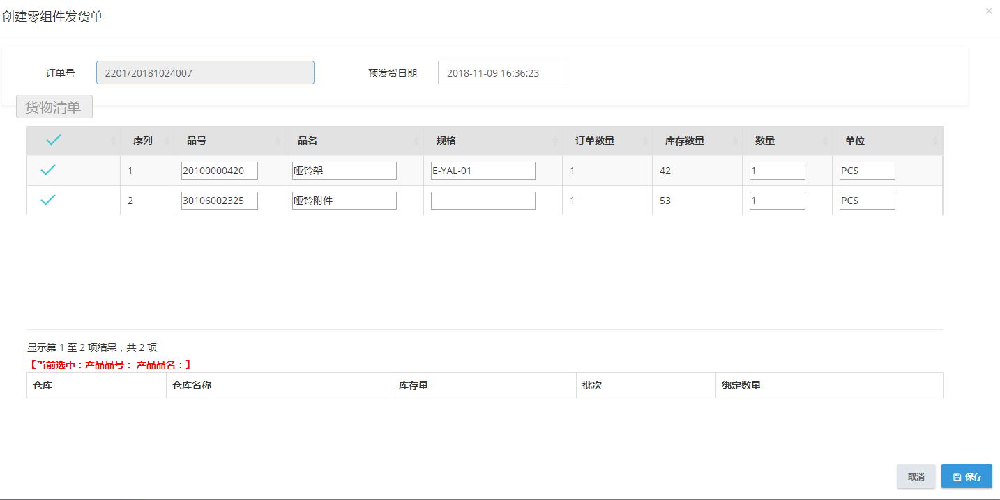 创建零组件发货单
×
订单号 2201/20181024007 预发货日期 2018-11-09 16:36:23
货物清单
序列 品号 品名 规格 订单数量 库存数量 数量 单位
1 20100000420 哑铃架 E-YAL-01 1 42 1 PCS
2 30106002325 哑铃附件 1 53 1 PCS
显示第 1 至 2 项结果，共 2 项
【当前选中：产品品号： 产品品名：】
仓库 仓库名称 库存量 批次 绑定数量
取消 保存